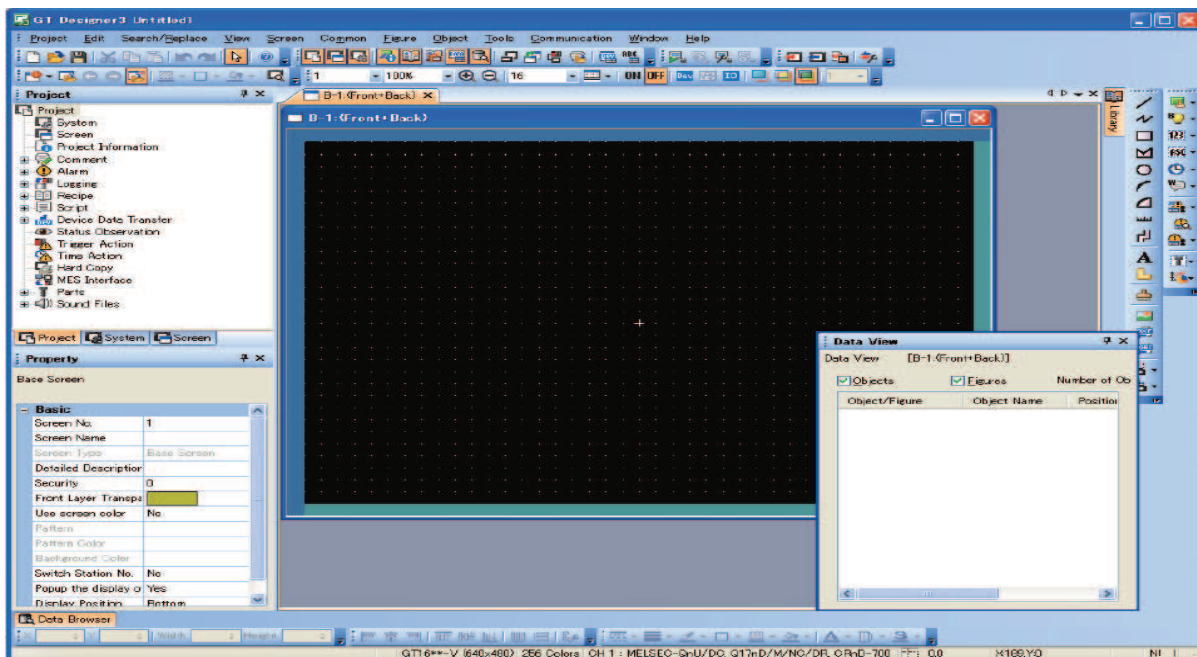 GT Designer3 Untitled1
Project Edit Search/Replace View Screen Common Figure Object Tools Communication Window Help
1 100% 16 ON OFF Dev IO 1
Project
B-1:(Front+Back)
Library
B-1:(Front+Back)
Project
System
Screen
Project Information
Comment
Alarm
Logging
Recipe
Script
Device Data Transfer
Status Observation
Trigger Action
Time Action
Hard Copy
MES Interface
Parts
Sound Files
Project System Screen
Property
Base Screen
Basic
Screen No. 1
Screen Name
Screen Type Base Screen
Detailed Description
Security 0
Front Layer Transpa
Use screen color No
Pattern
Pattern Color
Background Color
Switch Station No. No
Popup the display o Yes
Display Position Bottom
Data View
Data View [B-1:(Front+Back)]
Objects Figures Number of Ob
Object/Figure Object Name Position
Data Browser
X Y Width Height
GT16**-V (640x480) 256 Colors CH 1 : MELSEC-QnU/DC, Q17nD/M/NC/DR, CRnD-700 0,0 X:189,Y:0